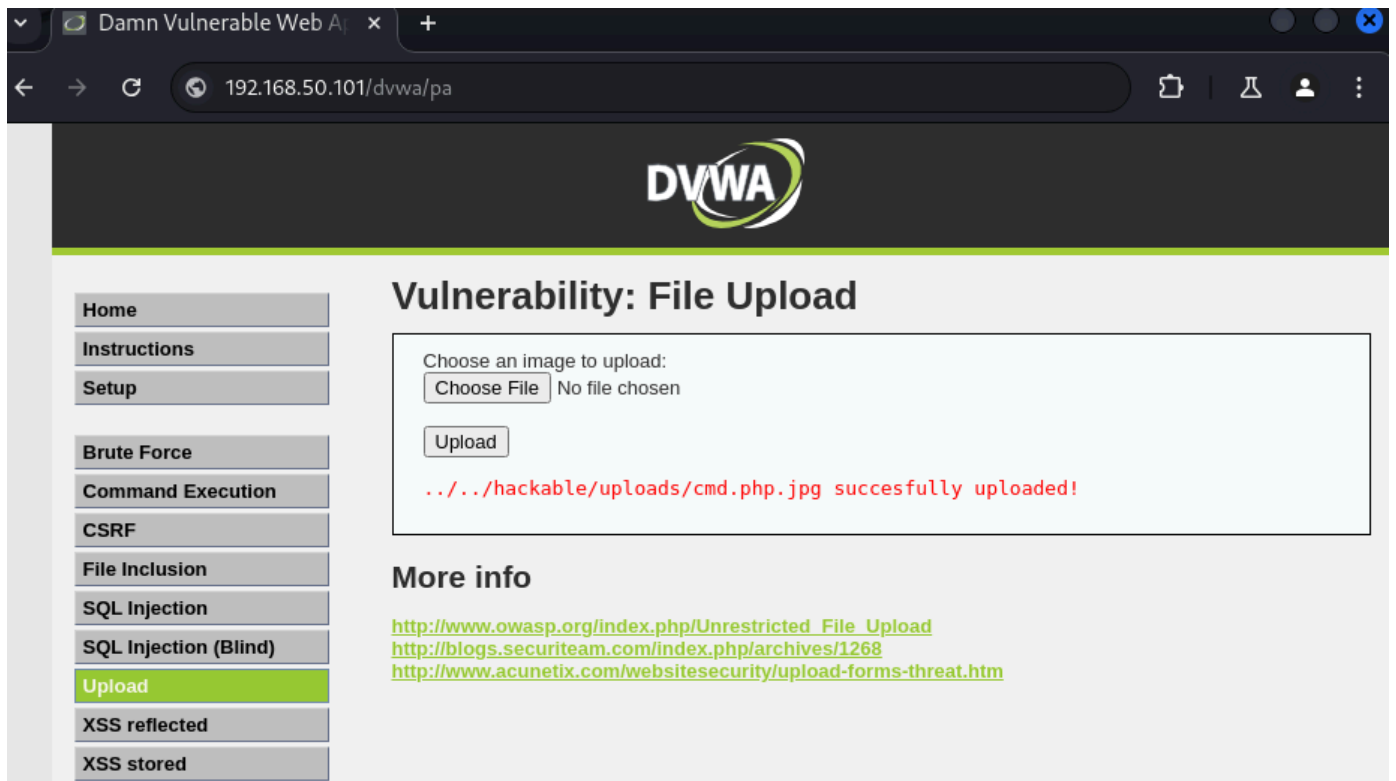 Damn Vulnerable Web Ap
192.168.50.101/dvwa/pa
DVWA
Home
Instructions
Setup
Brute Force
Command Execution
CSRF
File Inclusion
SQL Injection
SQL Injection (Blind)
Upload
XSS reflected
XSS stored
Vulnerability: File Upload
Choose an image to upload:
Choose File No file chosen
Upload
../../hackable/uploads/cmd.php.jpg succesfully uploaded!
More info
http://www.owasp.org/index.php/Unrestricted_File_Upload
http://blogs.securiteam.com/index.php/archives/1268
http://www.acunetix.com/websitesecurity/upload-forms-threat.htm